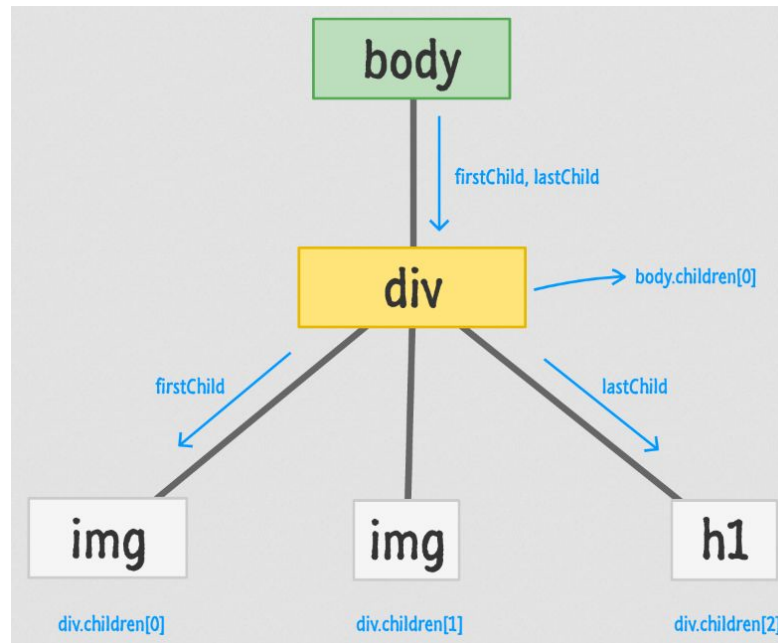 body
firstChild, lastChild
div
body.children[0]
firstChild
lastChild
img
img
h1
div.children[0]
div.children[1]
div.children[2]